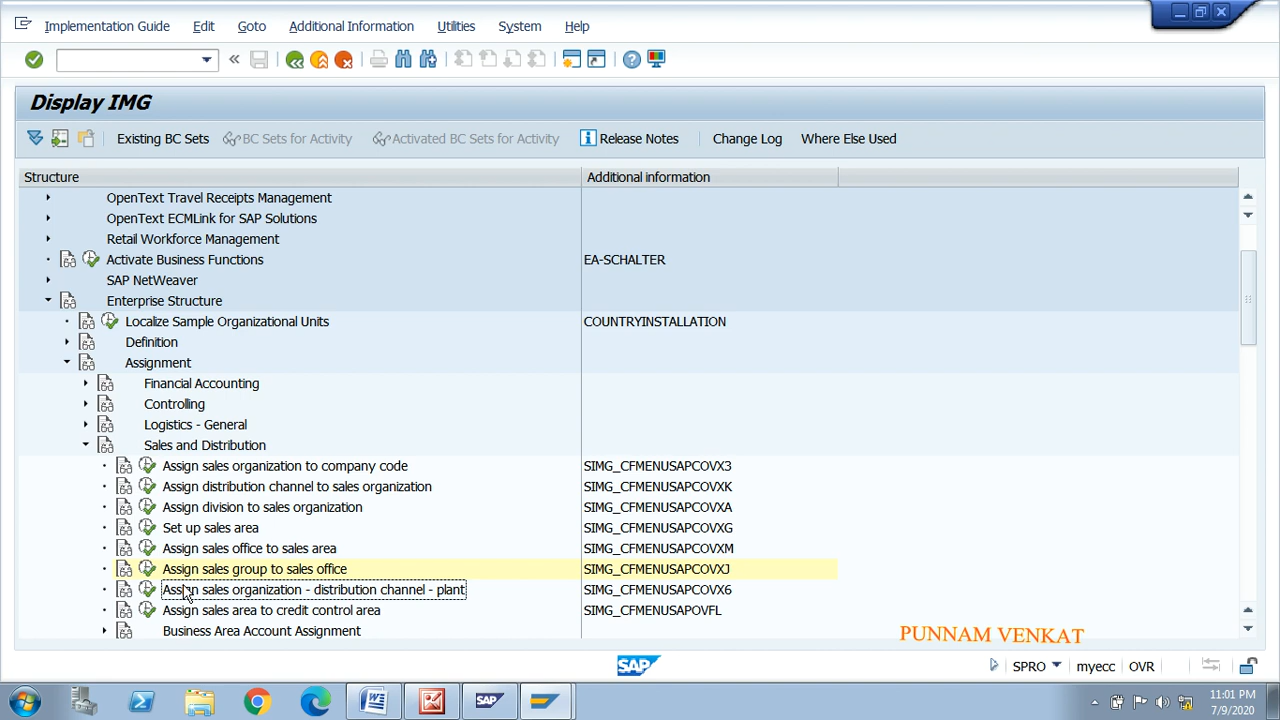 Implementation Guide Edit Goto Additional Information Utilities System Help
Display IMG
Existing BC Sets BC Sets for Activity Activated BC Sets for Activity Release Notes Change Log Where Else Used
Structure Additional information
OpenText Travel Receipts Management
OpenText ECMLink for SAP Solutions
Retail Workforce Management
Activate Business Functions EA-SCHALTER
SAP NetWeaver
Enterprise Structure
Localize Sample Organizational Units COUNTRYINSTALLATION
Definition
Assignment
Financial Accounting
Controlling
Logistics - General
Sales and Distribution
Assign sales organization to company code SIMG_CFMENUSAPCOVX3
Assign distribution channel to sales organization SIMG_CFMENUSAPCOVXK
Assign division to sales organization SIMG_CFMENUSAPCOVXA
Set up sales area SIMG_CFMENUSAPCOVXG
Assign sales office to sales area SIMG_CFMENUSAPCOVXM
Assign sales group to sales office SIMG_CFMENUSAPCOVXJ
Assign sales organization - distribution channel - plant SIMG_CFMENUSAPCOVX6
Assign sales area to credit control area SIMG_CFMENUSAPOVFL
Business Area Account Assignment
PUNNAM VENKAT
SAP SPRO myecc OVR
11:01 PM
7/9/2020